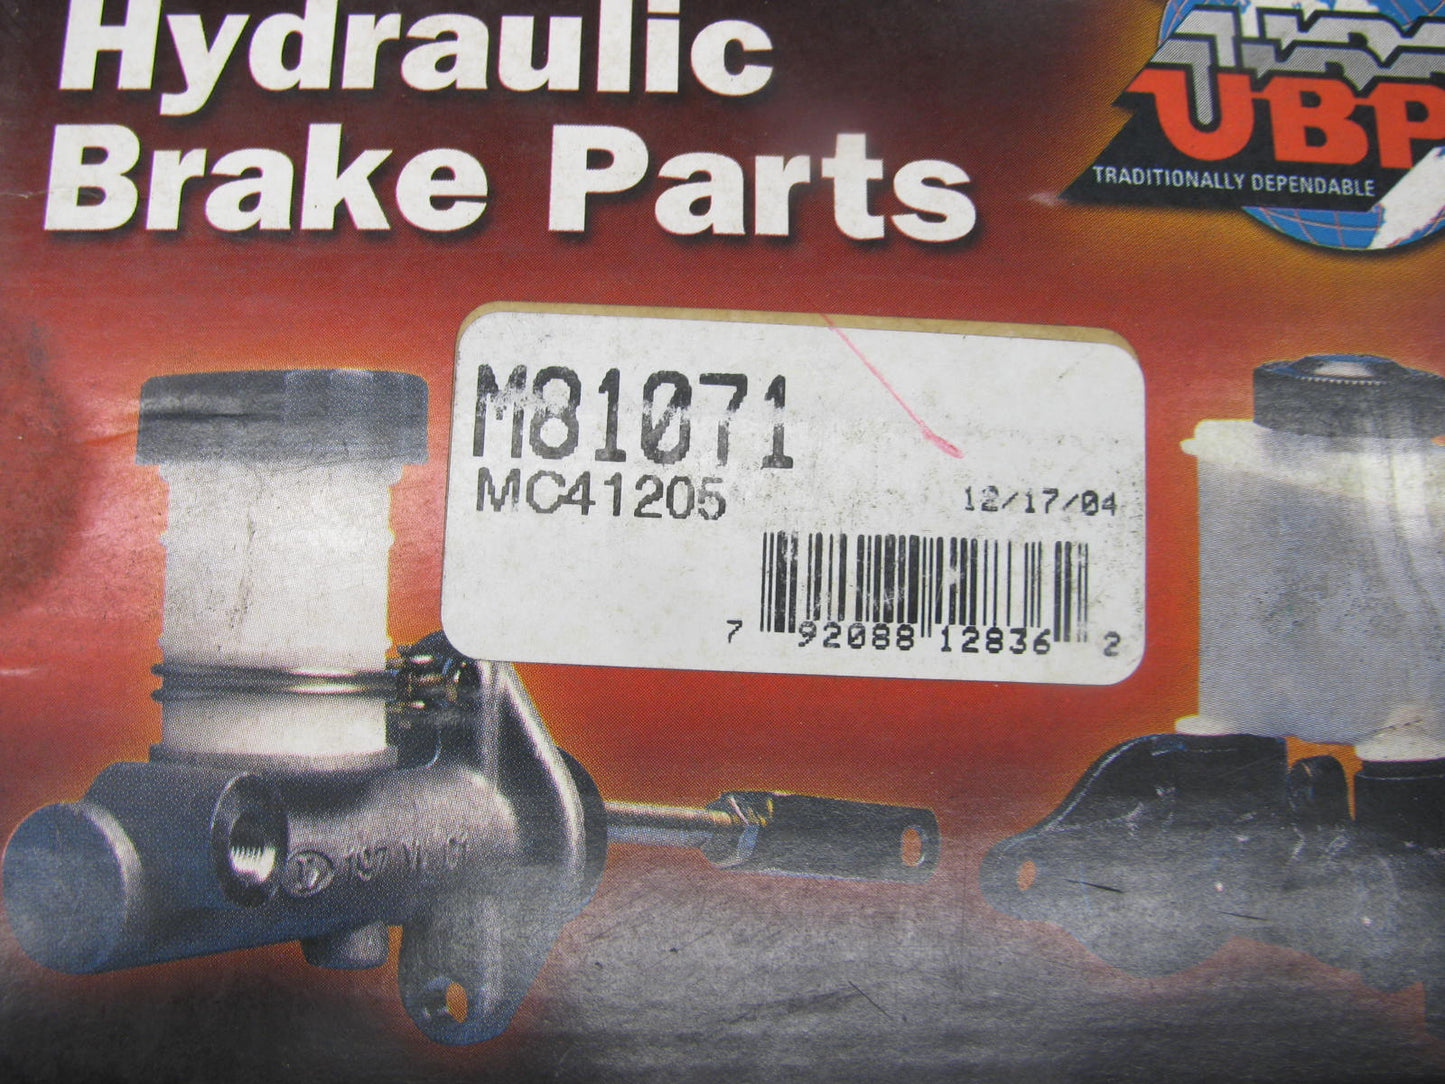 Hydraulic
Brake Parts
UBP
TRADITIONALLY DEPENDABLE
M81071
MC41205
12/17/04
7 92088 12836 2